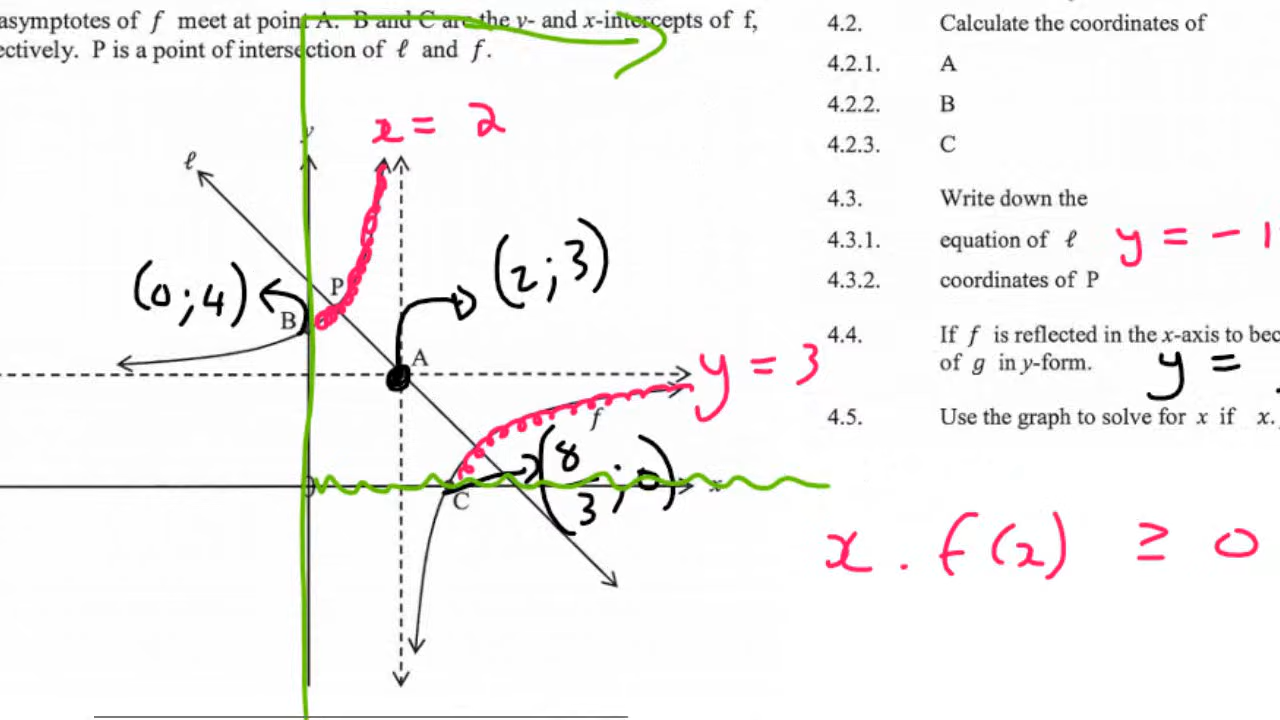 asymptotes of f meet at point A. B and C are the y- and x-intercepts of f,
ectively. P is a point of intersection of ℓ and f.
4.2. Calculate the coordinates of
4.2.1. A
4.2.2. B
4.2.3. C
4.3. Write down the
4.3.1. equation of ℓ y = - 1
4.3.2. coordinates of P
4.4. If f is reflected in the x-axis to bec
of g in y-form. y =
4.5. Use the graph to solve for x if x.
x . f(x) ≥ 0
x = 2
y
ℓ
(2;3)
P
(0;4)
B
A
y = 3
f
(8/3;0)
x
C